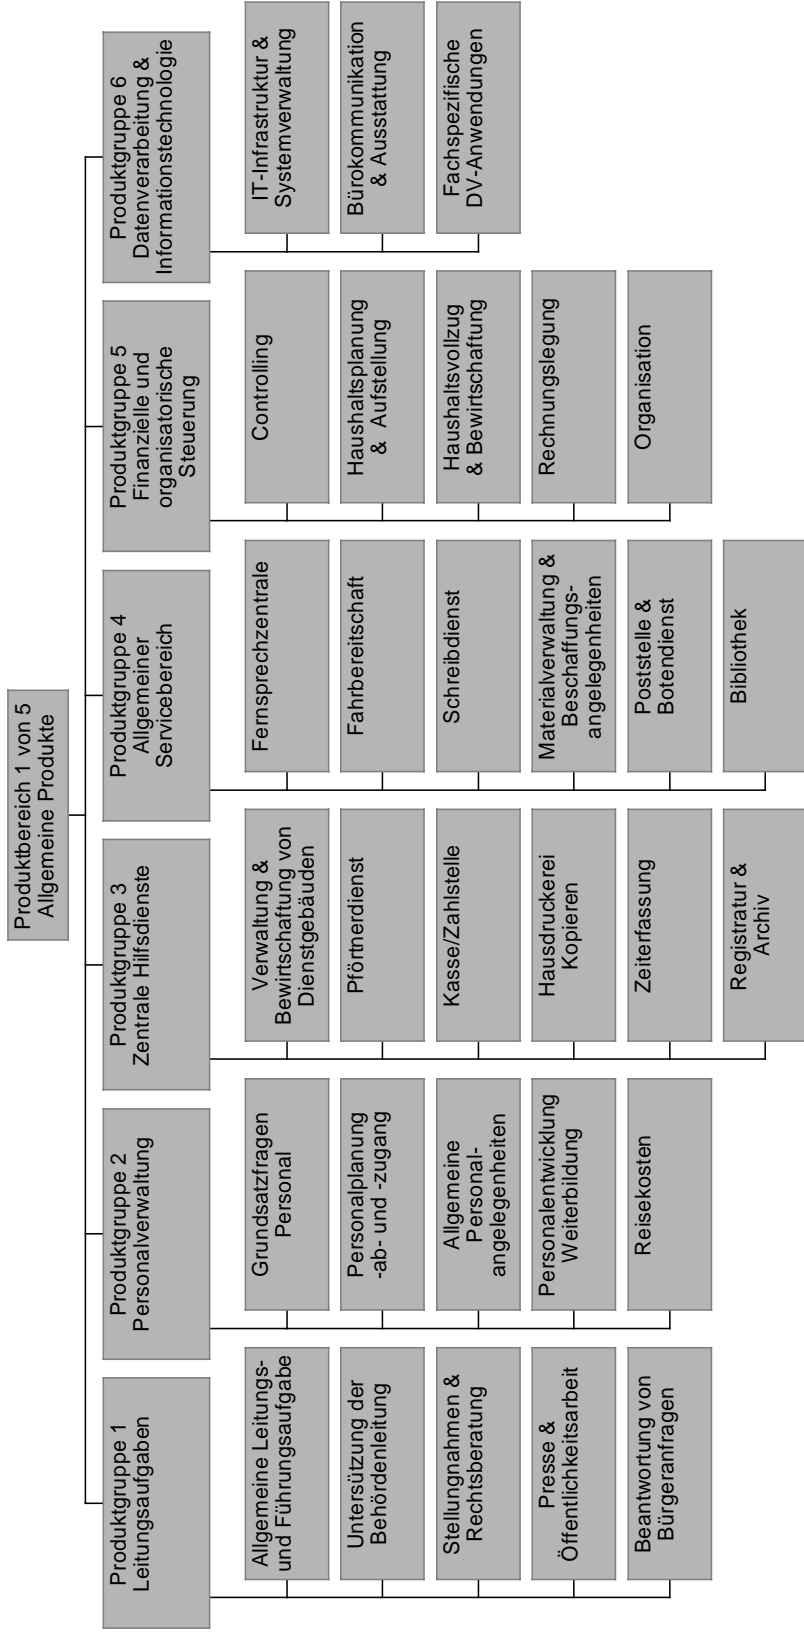 Produktbereich 1 von 5
Allgemeine Produkte
Produktgruppe 1
Leitungsaufgaben
Allgemeine Leitungs-
und Führungsaufgabe
Untersützung der
Behördenleitung
Stellungnahmen &
Rechtsberatung
Presse &
Öffentlichkeitsarbeit
Beantwortung von
Bürgeranfragen
Produktgruppe 2
Personalverwaltung
Grundsatzfragen
Personal
Personalplanung
-ab- und -zugang
Allgemeine
Personal-
angelegenheiten
Personalentwicklung
Weiterbildung
Reisekosten
Produktgruppe 3
Zentrale Hilfsdienste
Verwaltung &
Bewirtschaftung von
Dienstgebäuden
Pförtnerdienst
Kasse/Zahlstelle
Hausdruckerei
Kopieren
Zeiterfassung
Registratur &
Archiv
Produktgruppe 4
Allgemeiner
Servicebereich
Fernsprechzentrale
Fahrbereitschaft
Schreibdienst
Materialverwaltung &
Beschaffungs-
angelegenheiten
Poststelle &
Botendienst
Bibliothek
Produktgruppe 5
Finanzielle und
organisatorische
Steuerung
Controlling
Haushaltsplanung
& Aufstellung
Haushaltsvollzug
& Bewirtschaftung
Rechnungslegung
Organisation
Produktgruppe 6
Datenverarbeitung &
Informationstechnologie
IT-Infrastruktur &
Systemverwaltung
Bürokommunikation
& Ausstattung
Fachspezifische
DV-Anwendungen